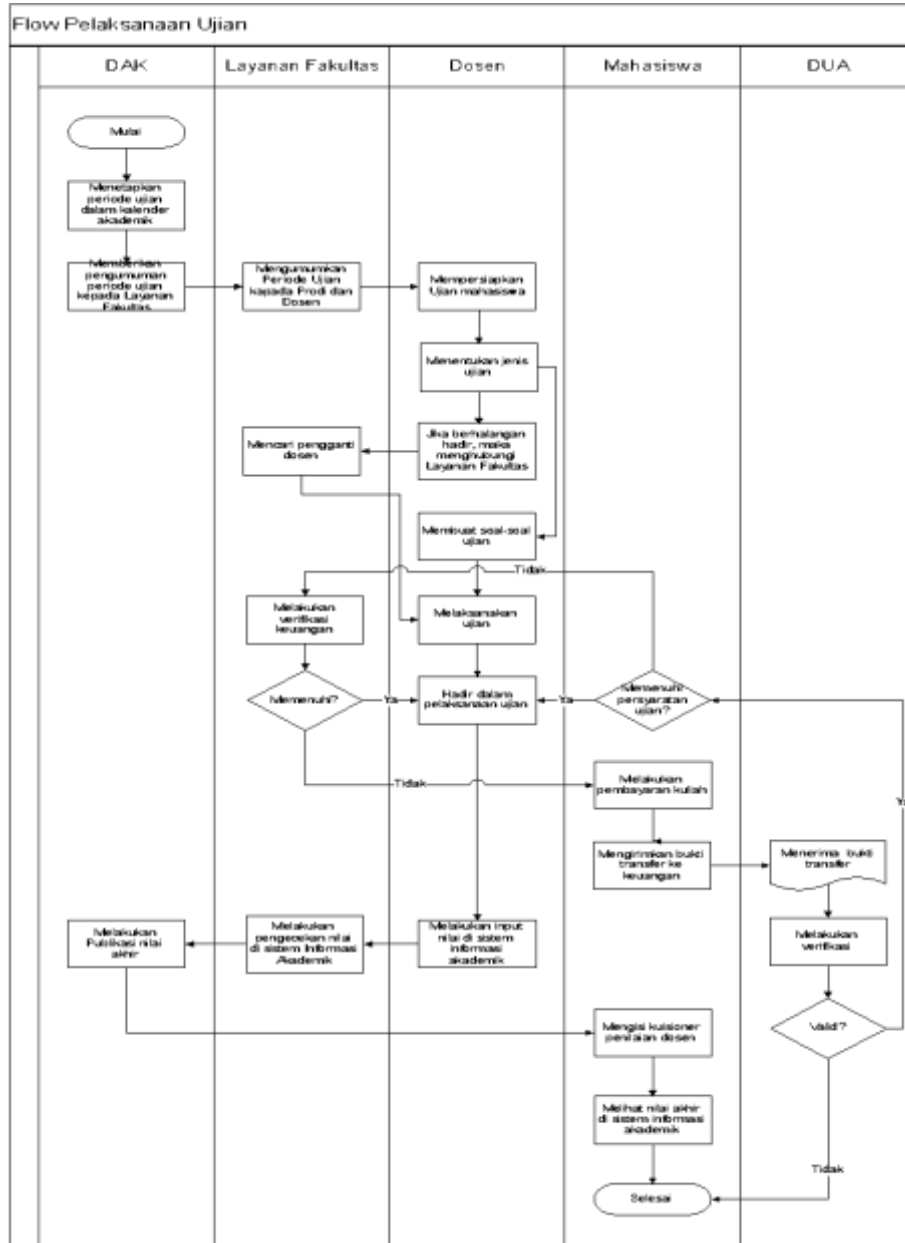 Flow Pelaksanaan Ujian
DAK
Layanan Fakultas
Dosen
Mahasiswa
DUA
Mulai
Menetapkan
periode ujian
dalam kalender
akademik
Memberikan
pengumuman
periode ujian
kepada Layanan
Fakultas
Mengumumkan
Periode Ujian
kapada Prodi dan
Dosen
Mempersiapkan
Ujian mahasiswa
Menentukan jenis
ujian
Jika berhalangan
hadir, maka
menghubungi
Layanan Fakultas
Mencari pengganti
dosen
Membuat soal-soal
ujian
Tidak
Melakukan
verifikasi
keuangan
Melaksanakan
ujian
Memenuhi?
Ya
Hadir dalam
pelaksanaan ujian
Ya
Memenuhi
persyaratan
ujian?
Tidak
Melakukan
pembayaran kuliah
Mengirimkan bukti
transfer ke
keuangan
Menerima bukti
transfer
Melakukan
verifikasi
Valid?
Melakukan input
nilai di sistem
informasi
akademik
Melakukan
pengecekan nilai
di sistem Informasi
Akademik
Melakukan
Publikasi nilai
akhir
Mengisi kuisioner
penilaian dosen
Melihat nilai akhir
di sistem informasi
akademik
Tidak
Selesai